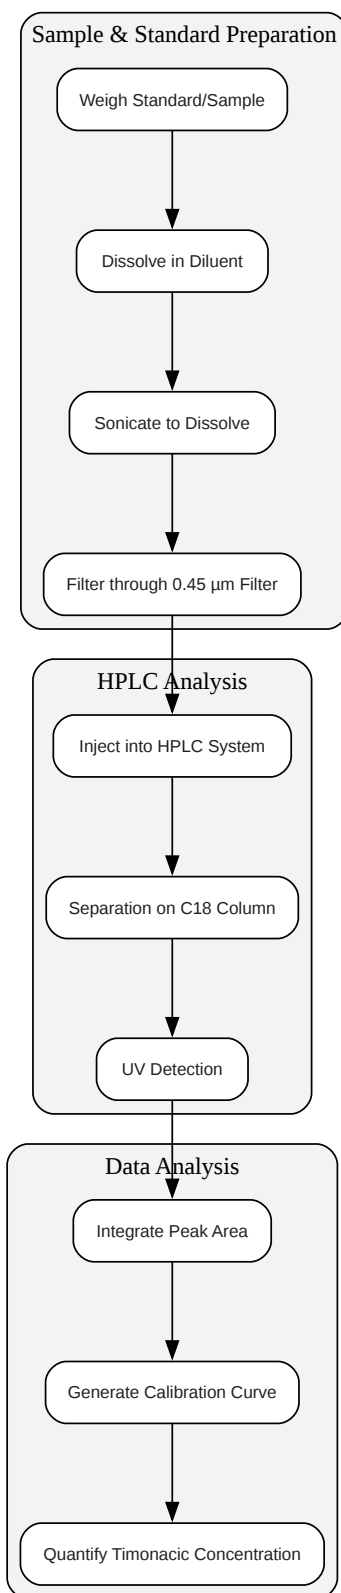 Sample & Standard Preparation
Weigh Standard/Sample
Dissolve in Diluent
Sonicate to Dissolve
Filter through 0.45 µm Filter
HPLC Analysis
Inject into HPLC System
Separation on C18 Column
UV Detection
Data Analysis
Integrate Peak Area
Generate Calibration Curve
Quantify Timonacic Concentration